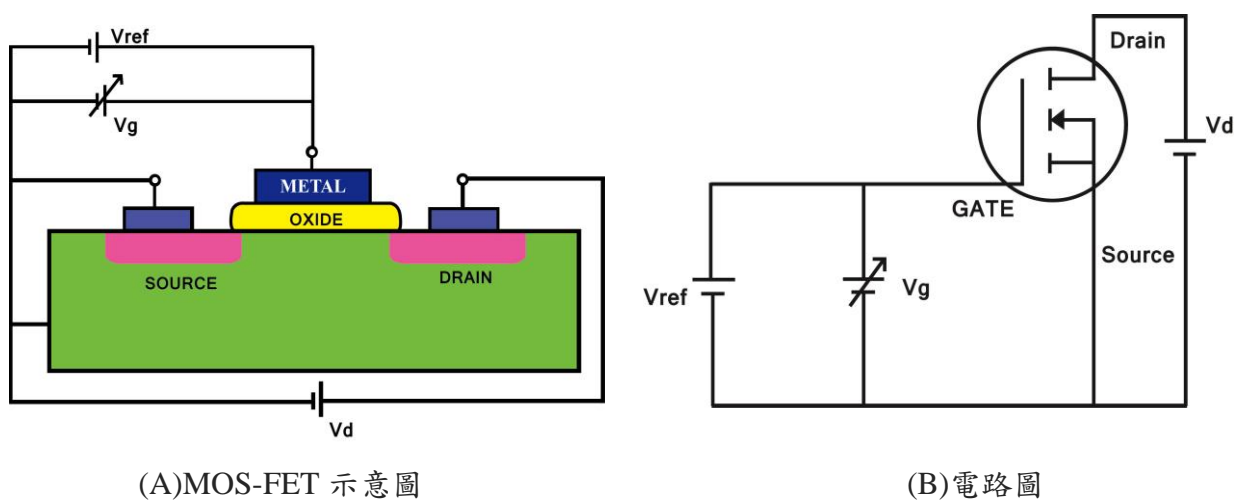 Vref
Vg
METAL
OXIDE
SOURCE
DRAIN
Vd
(A)MOS-FET 示意圖
Drain
Vd
GATE
Source
Vref
Vg
(B)電路圖